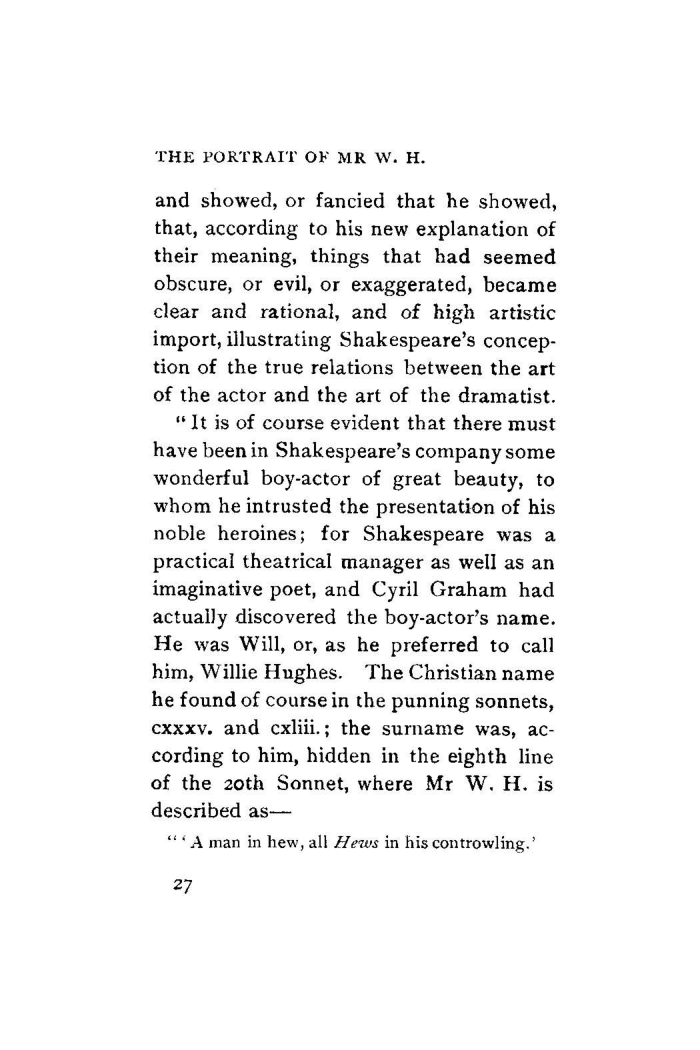 THE PORTRAIT OF MR W. H.
and showed, or fancied that he showed,
that, according to his new explanation of
their meaning, things that had seemed
obscure, or evil, or exaggerated, became
clear and rational, and of high artistic
import, illustrating Shakespeare's concep-
tion of the true relations between the art
of the actor and the art of the dramatist.
"It is of course evident that there must
have been in Shakespeare's company some
wonderful boy-actor of great beauty, to
whom he intrusted the presentation of his
noble heroines; for Shakespeare was a
practical theatrical manager as well as an
imaginative poet, and Cyril Graham had
actually discovered the boy-actor's name.
He was Will, or, as he preferred to call
him, Willie Hughes. The Christian name
he found of course in the punning sonnets,
cxxxv. and cxliii.; the surname was, ac-
cording to him, hidden in the eighth line
of the 20th Sonnet, where Mr W. H. is
described as—
"'A man in hew, all Hews in his controwling.'
27